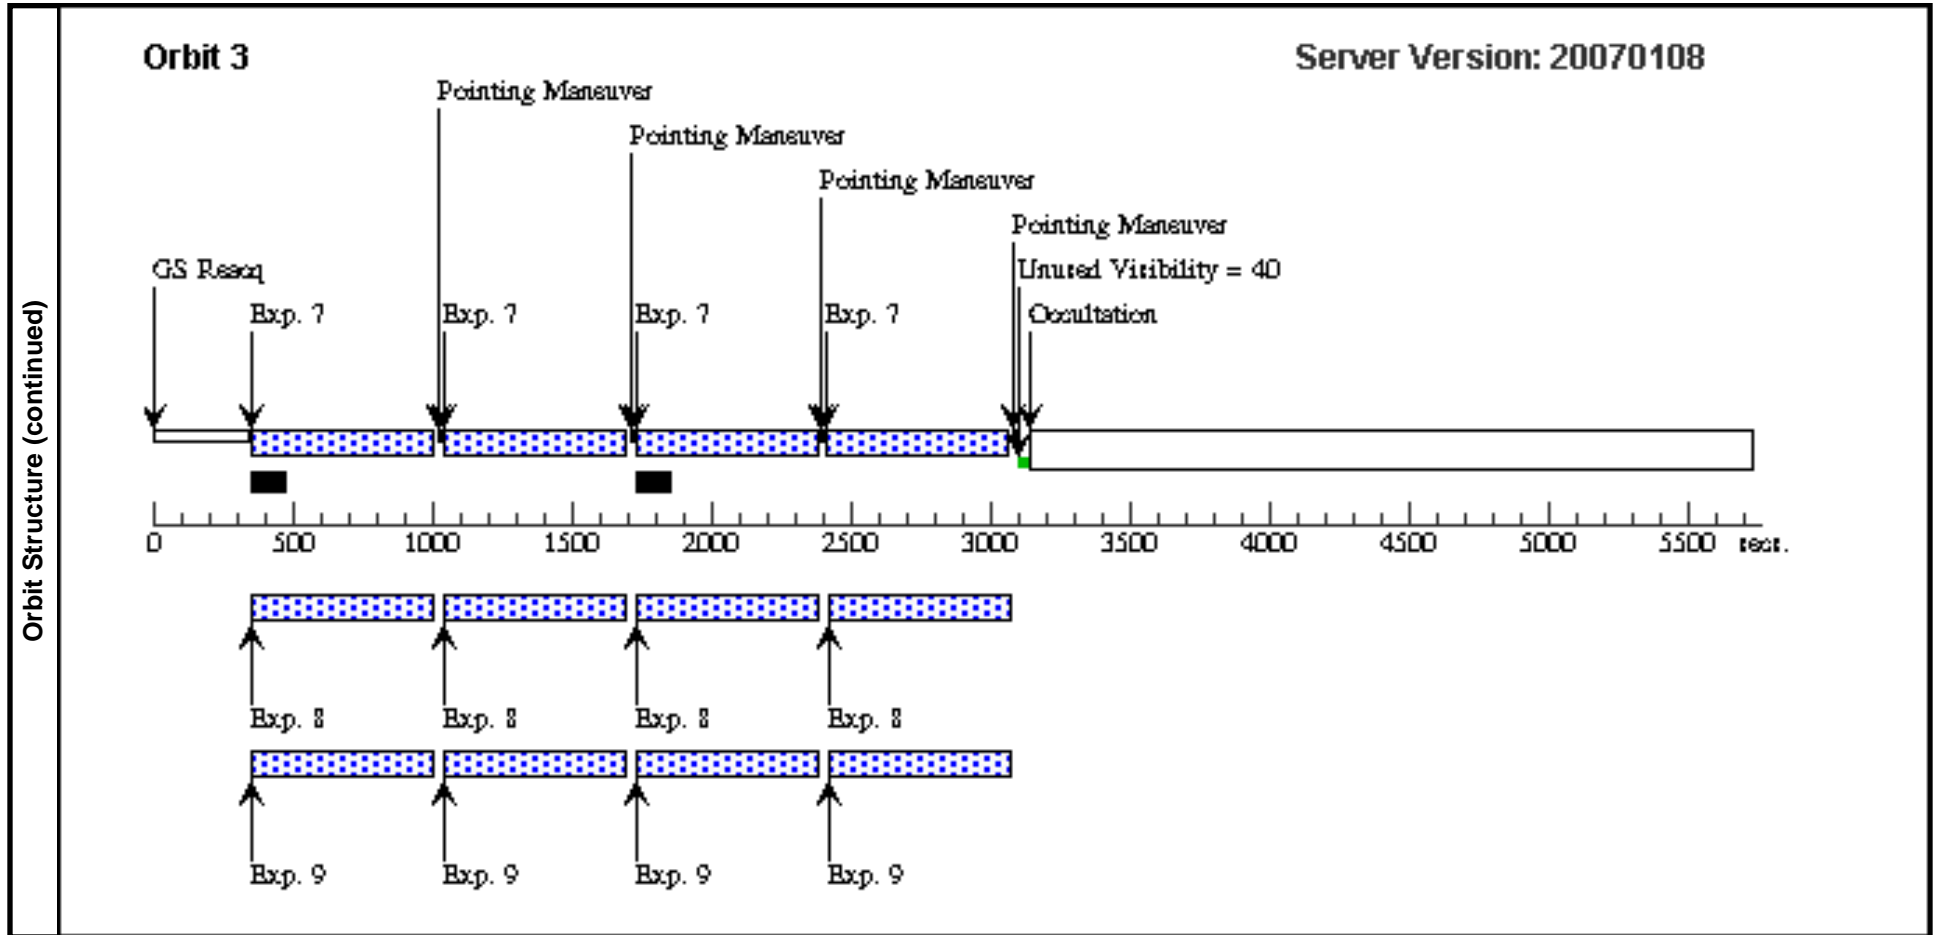 Orbit Structure (continued)
Orbit 3
Server Version: 20070108
Pointing Maneuver
Pointing Maneuver
Pointing Maneuver
Pointing Maneuver
GS Reacq
Unused Visibility = 40
Exp. 7
Exp. 7
Exp. 7
Exp. 7
Occultation
0 500 1000 1500 2000 2500 3000 3500 4000 4500 5000 5500 secs.
Exp. 8
Exp. 8
Exp. 8
Exp. 8
Exp. 9
Exp. 9
Exp. 9
Exp. 9